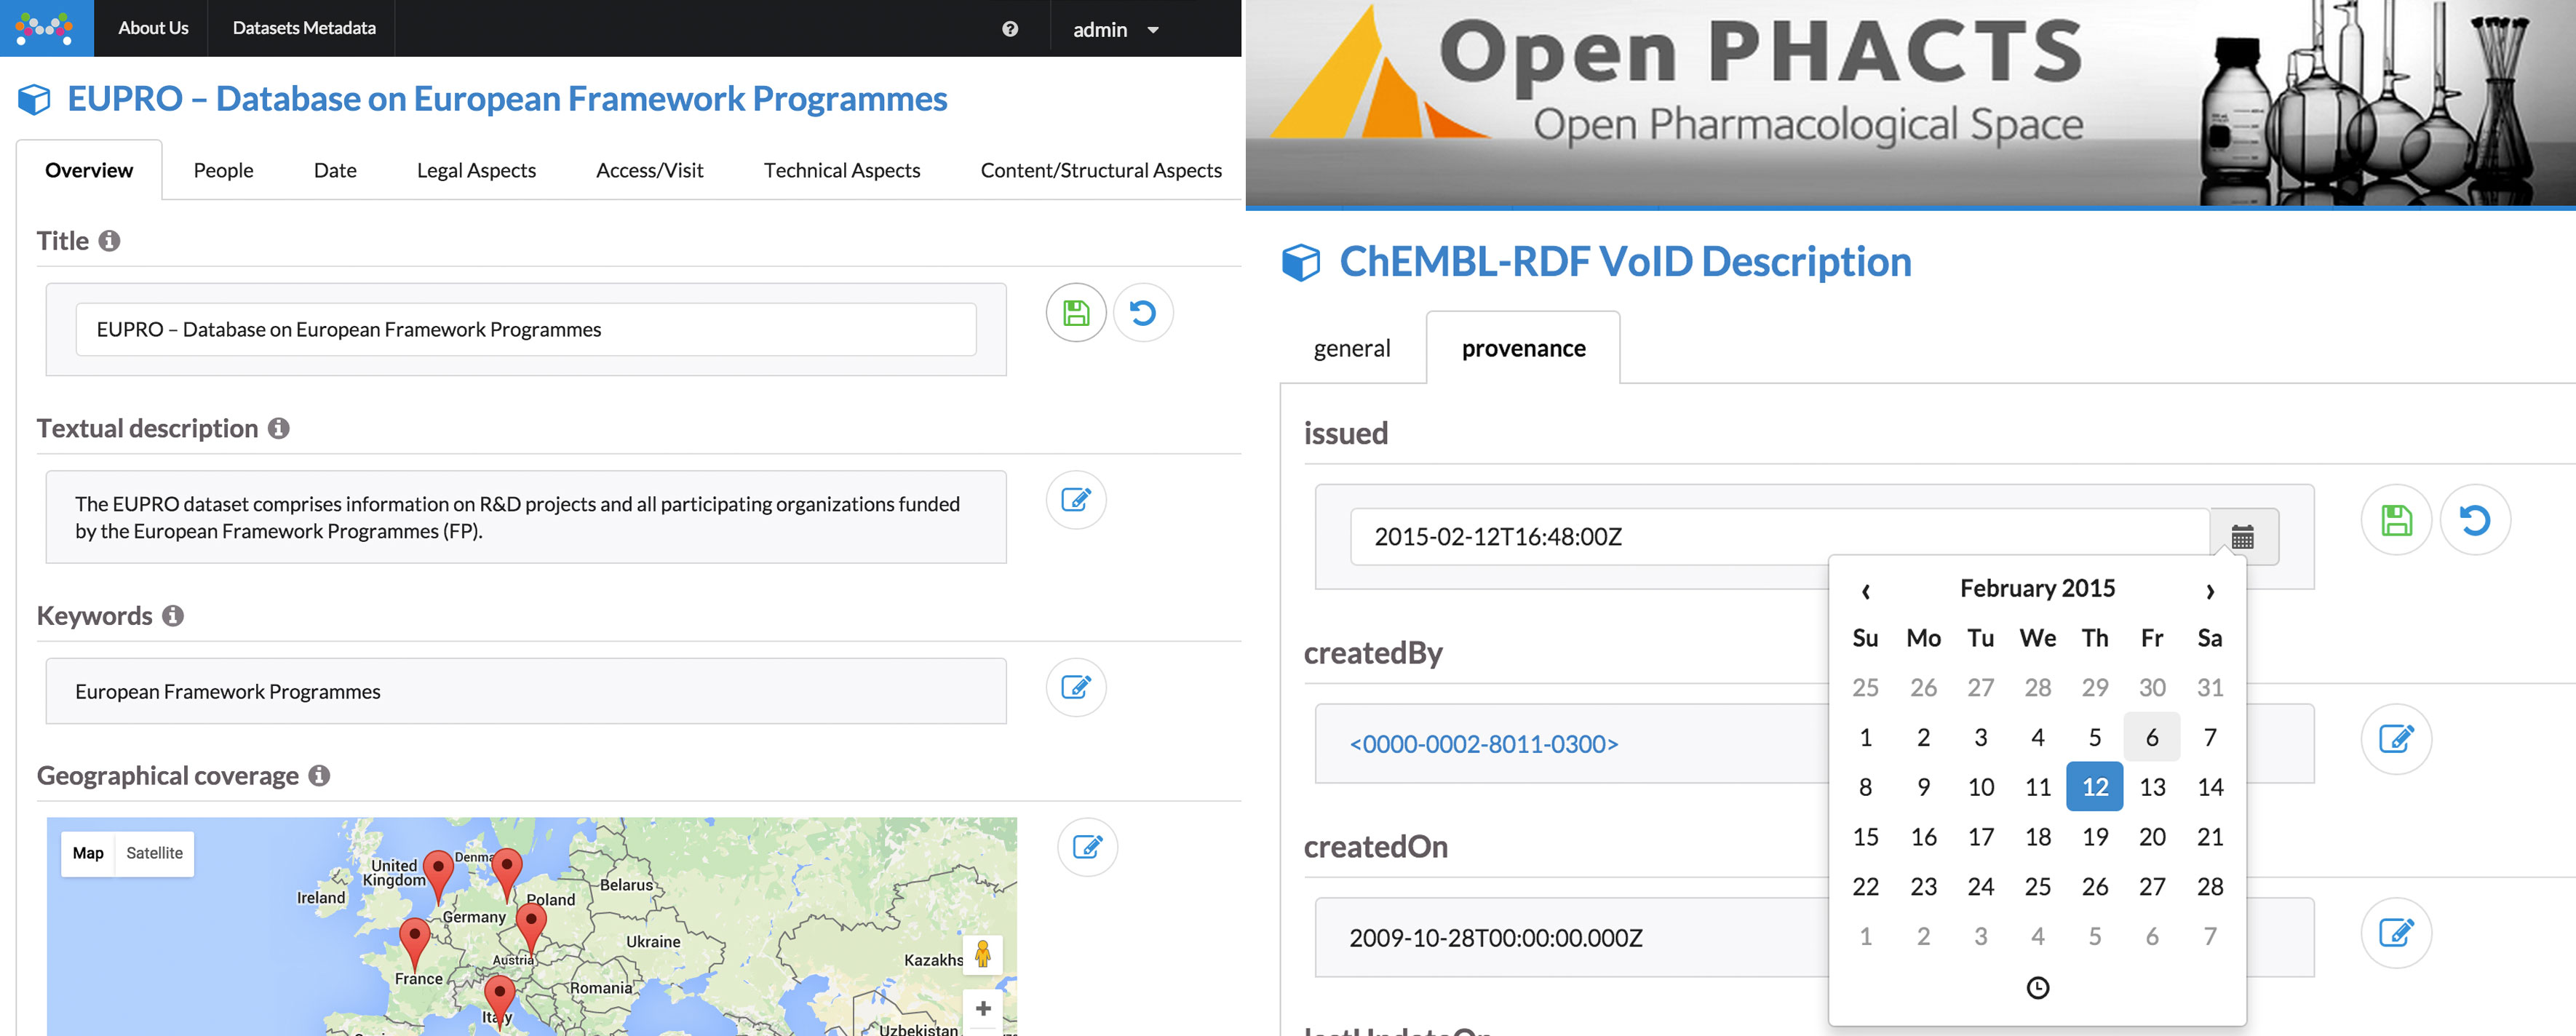 About Us
Datasets Metadata
admin
EUPRO – Database on European Framework Programmes
Overview
People
Date
Legal Aspects
Access/Visit
Technical Aspects
Content/Structural Aspects
Title
EUPRO – Database on European Framework Programmes
Textual description
The EUPRO dataset comprises information on R&D projects and all participating organizations funded
by the European Framework Programmes (FP).
Keywords
European Framework Programmes
Geographical coverage
Map
Satellite
United
Kingdom
Denma
Ireland
Belarus
Poland
Germany
Ukraine
Austria
Kazakhs
France
Romania
Italy
Uzbekistan
Open PHACTS
Open Pharmacological Space
ChEMBL-RDF VoID Description
general
provenance
issued
2015-02-12T16:48:00Z
createdBy
<0000-0002-8011-0300>
createdOn
2009-10-28T00:00:00.000Z
‹ February 2015 ›
Su Mo Tu We Th Fr Sa
25 26 27 28 29 30 31
1 2 3 4 5 6 7
8 9 10 11 12 13 14
15 16 17 18 19 20 21
22 23 24 25 26 27 28
1 2 3 4 5 6 7